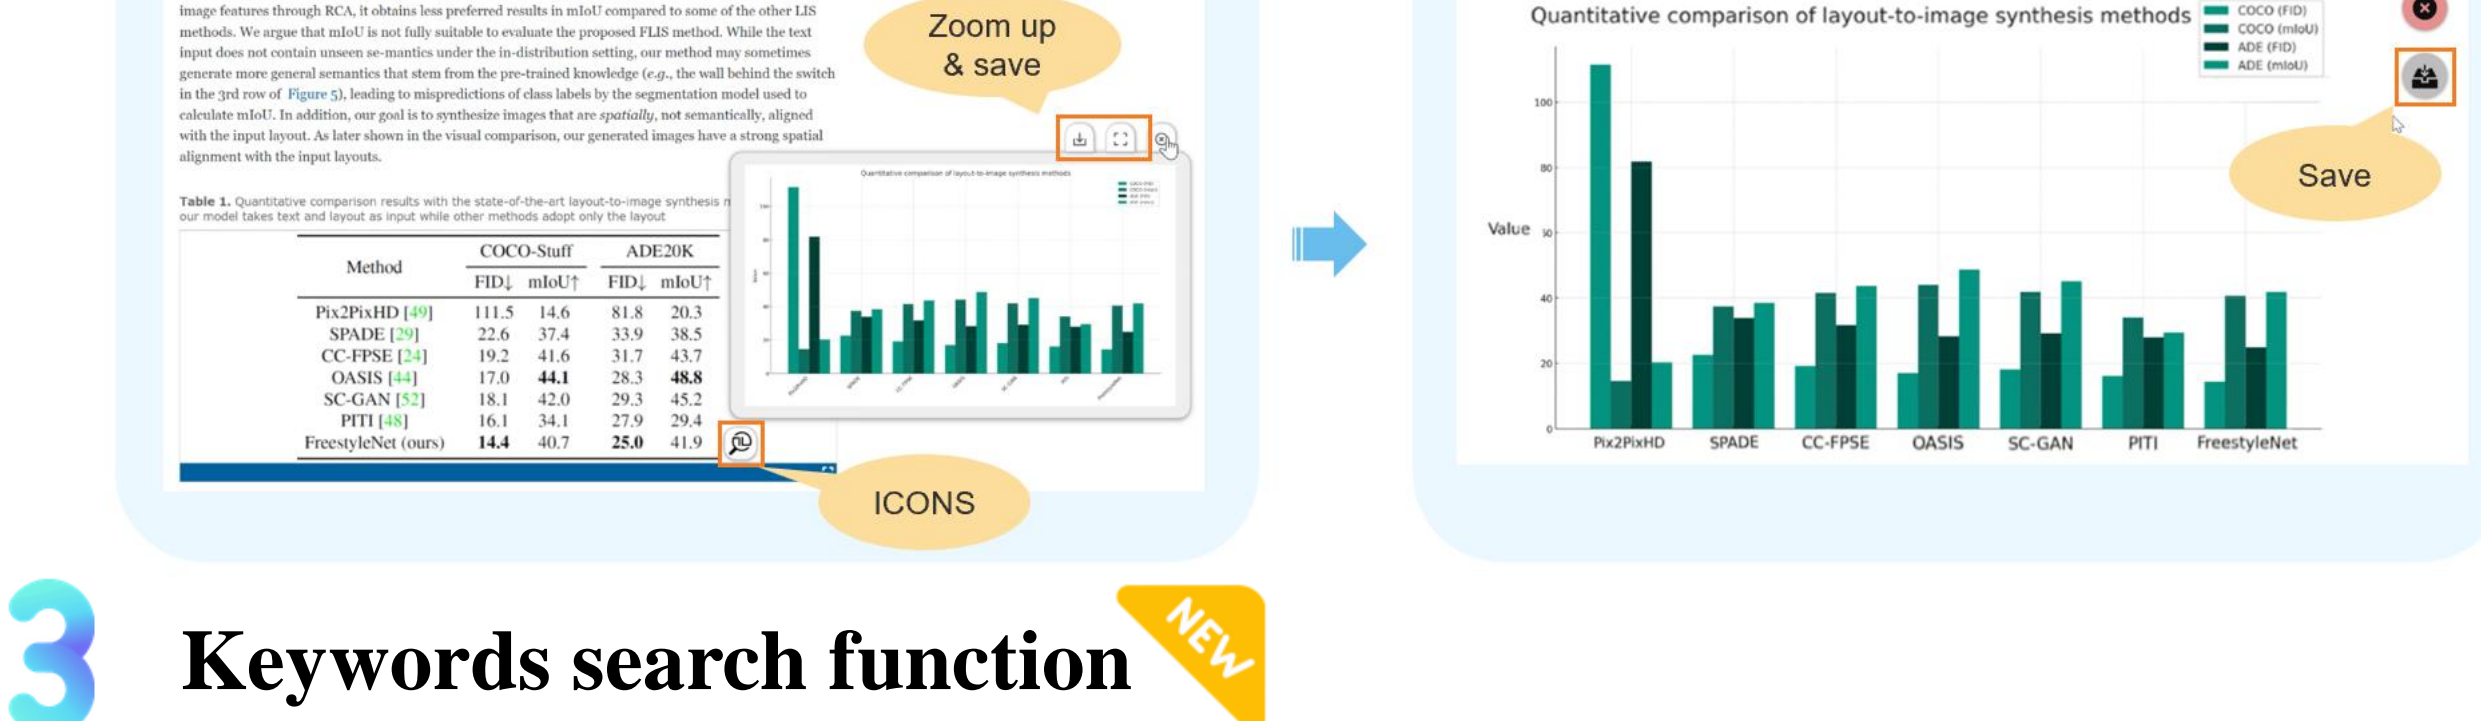 image features through RCA, it obtains less preferred results in mIoU compared to some of the other LIS
methods. We argue that mIoU is not fully suitable to evaluate the proposed FLIS method. While the text
input does not contain unseen se-mantics under the in-distribution setting, our method may sometimes
generate more general semantics that stem from the pre-trained knowledge (e.g., the wall behind the switch
in the 3rd row of Figure 5), leading to mispredictions of class labels by the segmentation model used to
calculate mIoU. In addition, our goal is to synthesize images that are spatially, not semantically, aligned
with the input layout. As later shown in the visual comparison, our generated images have a strong spatial
alignment with the input layouts.
Zoom up
& save
Table 1. Quantitative comparison results with the state-of-the-art layout-to-image synthesis
our model takes text and layout as input while other methods adopt only the layout
Method COCO-Stuff ADE20K
FID↓ mIoU↑ FID↓ mIoU↑
Pix2PixHD [49] 111.5 14.6 81.8 20.3
SPADE [29] 22.6 37.4 33.9 38.5
CC-FPSE [24] 19.2 41.6 31.7 43.7
OASIS [44] 17.0 44.1 28.3 48.8
SC-GAN [52] 18.1 42.0 29.3 45.2
PITI [48] 16.1 34.1 27.9 29.4
FreestyleNet (ours) 14.4 40.7 25.0 41.9
Quantitative comparison of layout-to-image synthesis methods
ICONS
Quantitative comparison of layout-to-image synthesis methods
COCO (FID)
COCO (mIoU)
ADE (FID)
ADE (mIoU)
Save
Value
100
80
40
20
0
Pix2PixHD SPADE CC-FPSE OASIS SC-GAN PITI FreestyleNet
3 Keywords search function
NEW